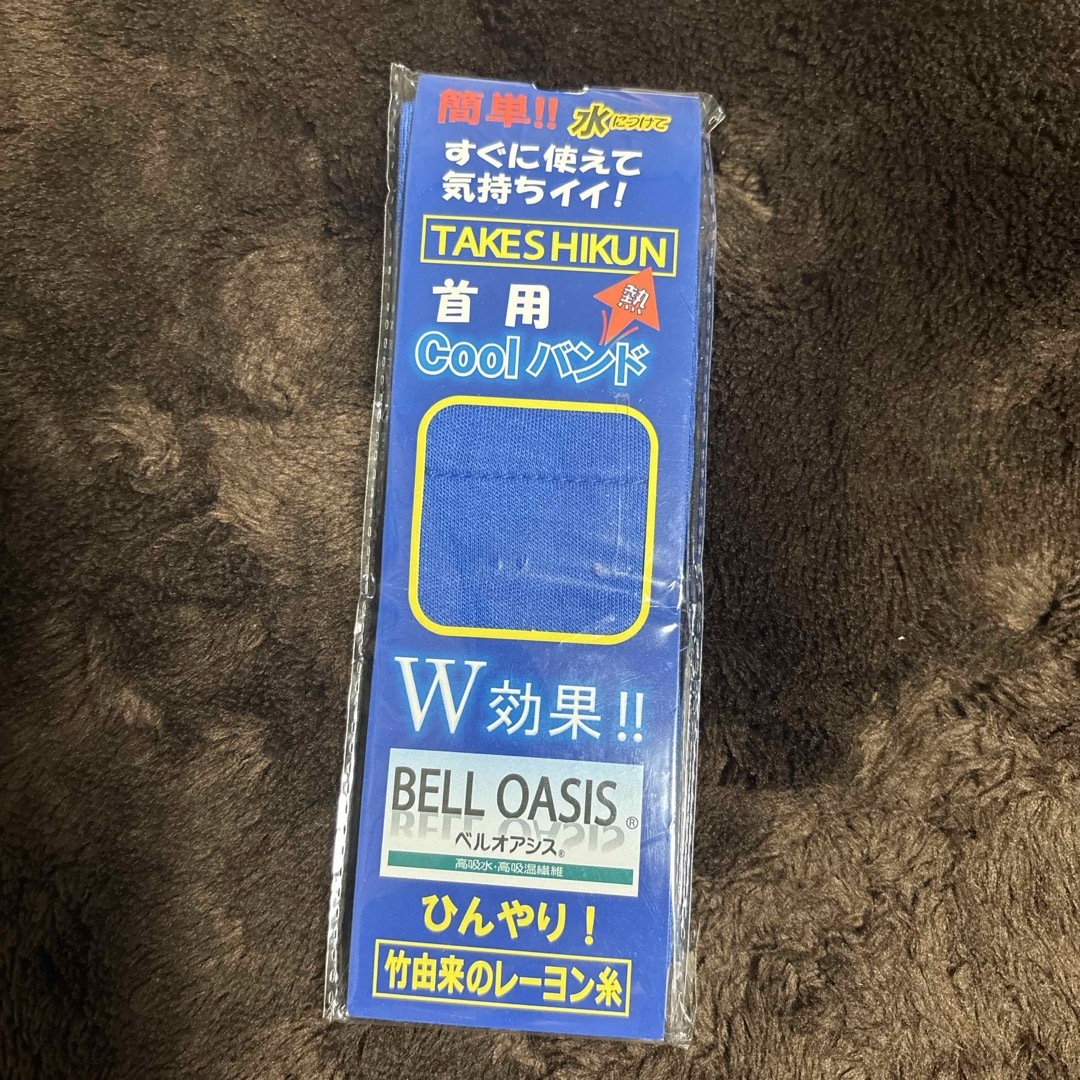 簡単!! 水につけて
すぐに使えて
気持ちイイ!
TAKESHIKUN
首用
熱
Cool バンド
W効果!!
BELL OASIS®
ベルオアシス®
高吸水・高吸湿繊維
ひんやり!
竹由来のレーヨン糸